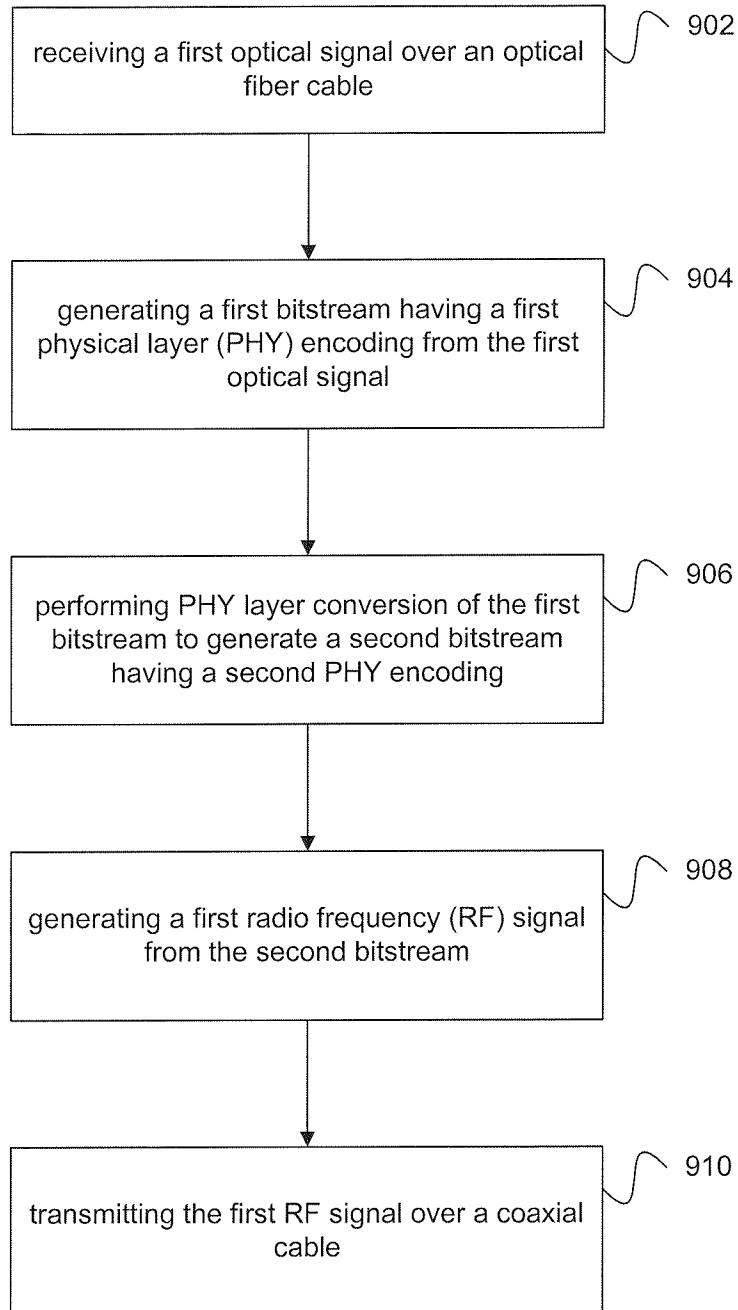 902
receiving a first optical signal over an optical
fiber cable
904
generating a first bitstream having a first
physical layer (PHY) encoding from the first
optical signal
906
performing PHY layer conversion of the first
bitstream to generate a second bitstream
having a second PHY encoding
908
generating a first radio frequency (RF) signal
from the second bitstream
910
transmitting the first RF signal over a coaxial
cable